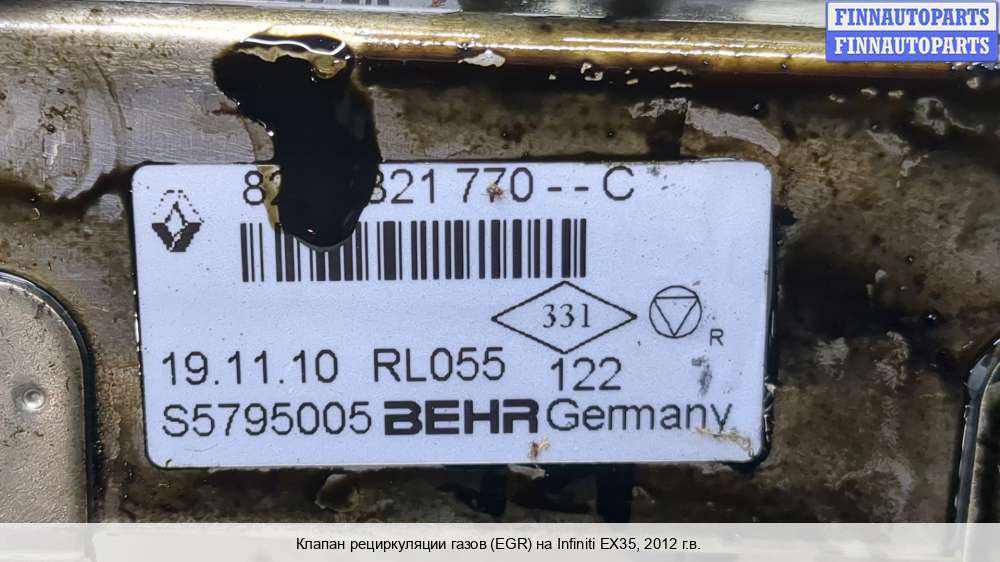 FINNAUTOPARTS
FINNAUTOPARTS
770 -- C
331
R
19.11.10 RL055 122
S5795005 BEHR Germany
Клапан рециркуляции газов (EGR) на Infiniti EX35, 2012 г.в.